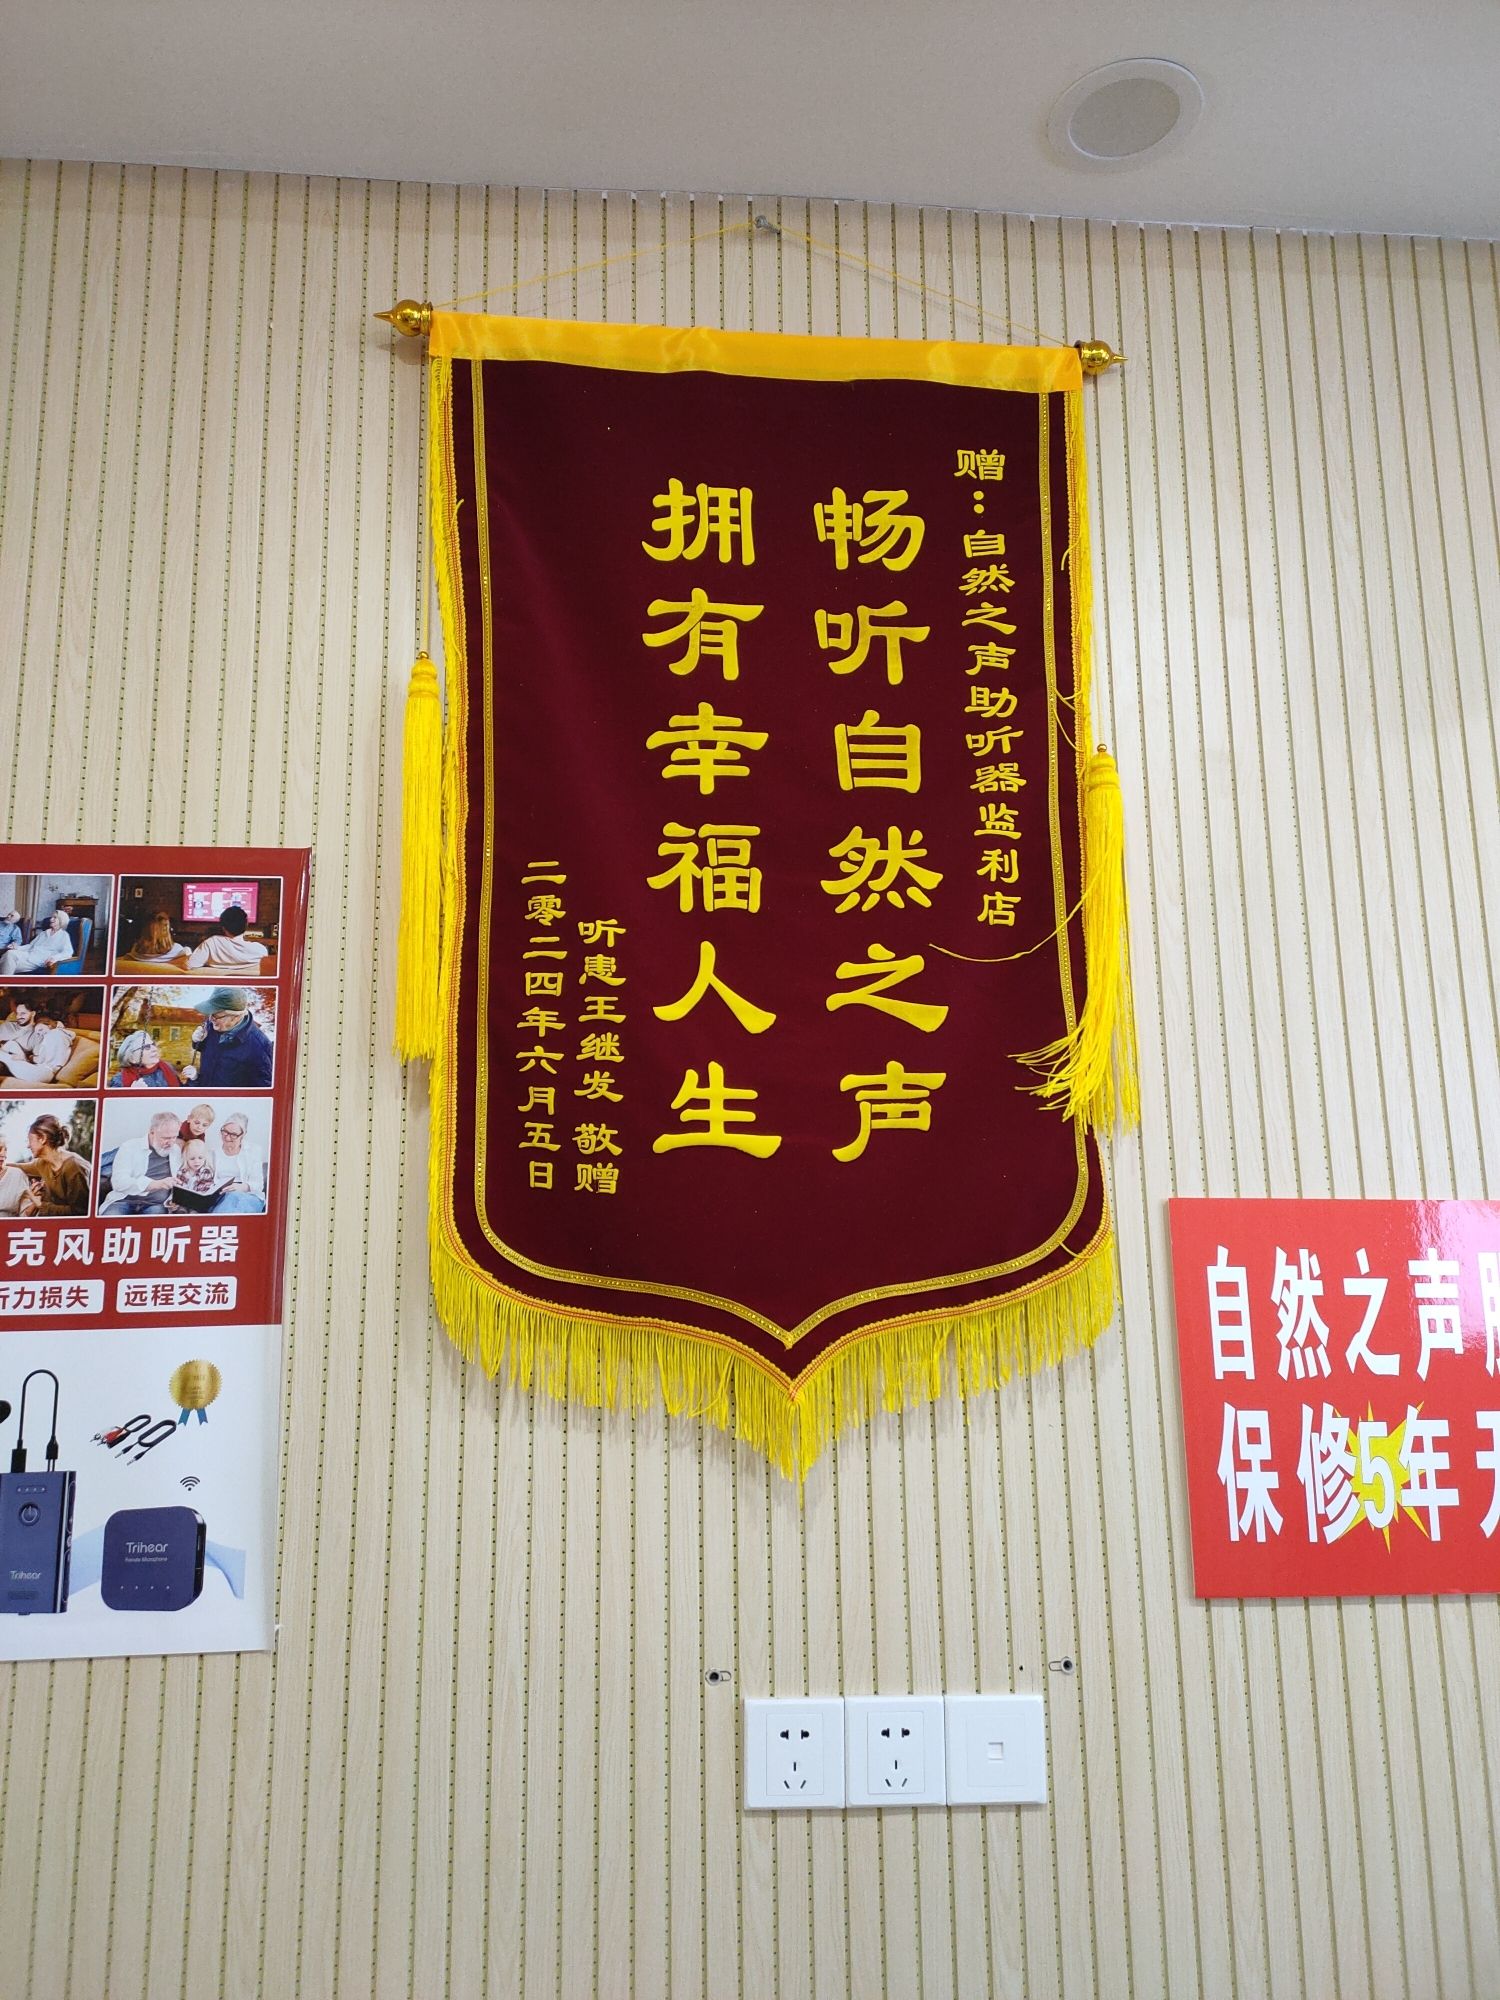 赠：自然之声助听器监利店
畅听自然之声
拥有幸福人生
听患王继发 敬赠
二零二四年六月五日
克风助听器
听力损失 远程交流
Trihear
Trihear
Remote Microphone
自然之声
保修5年